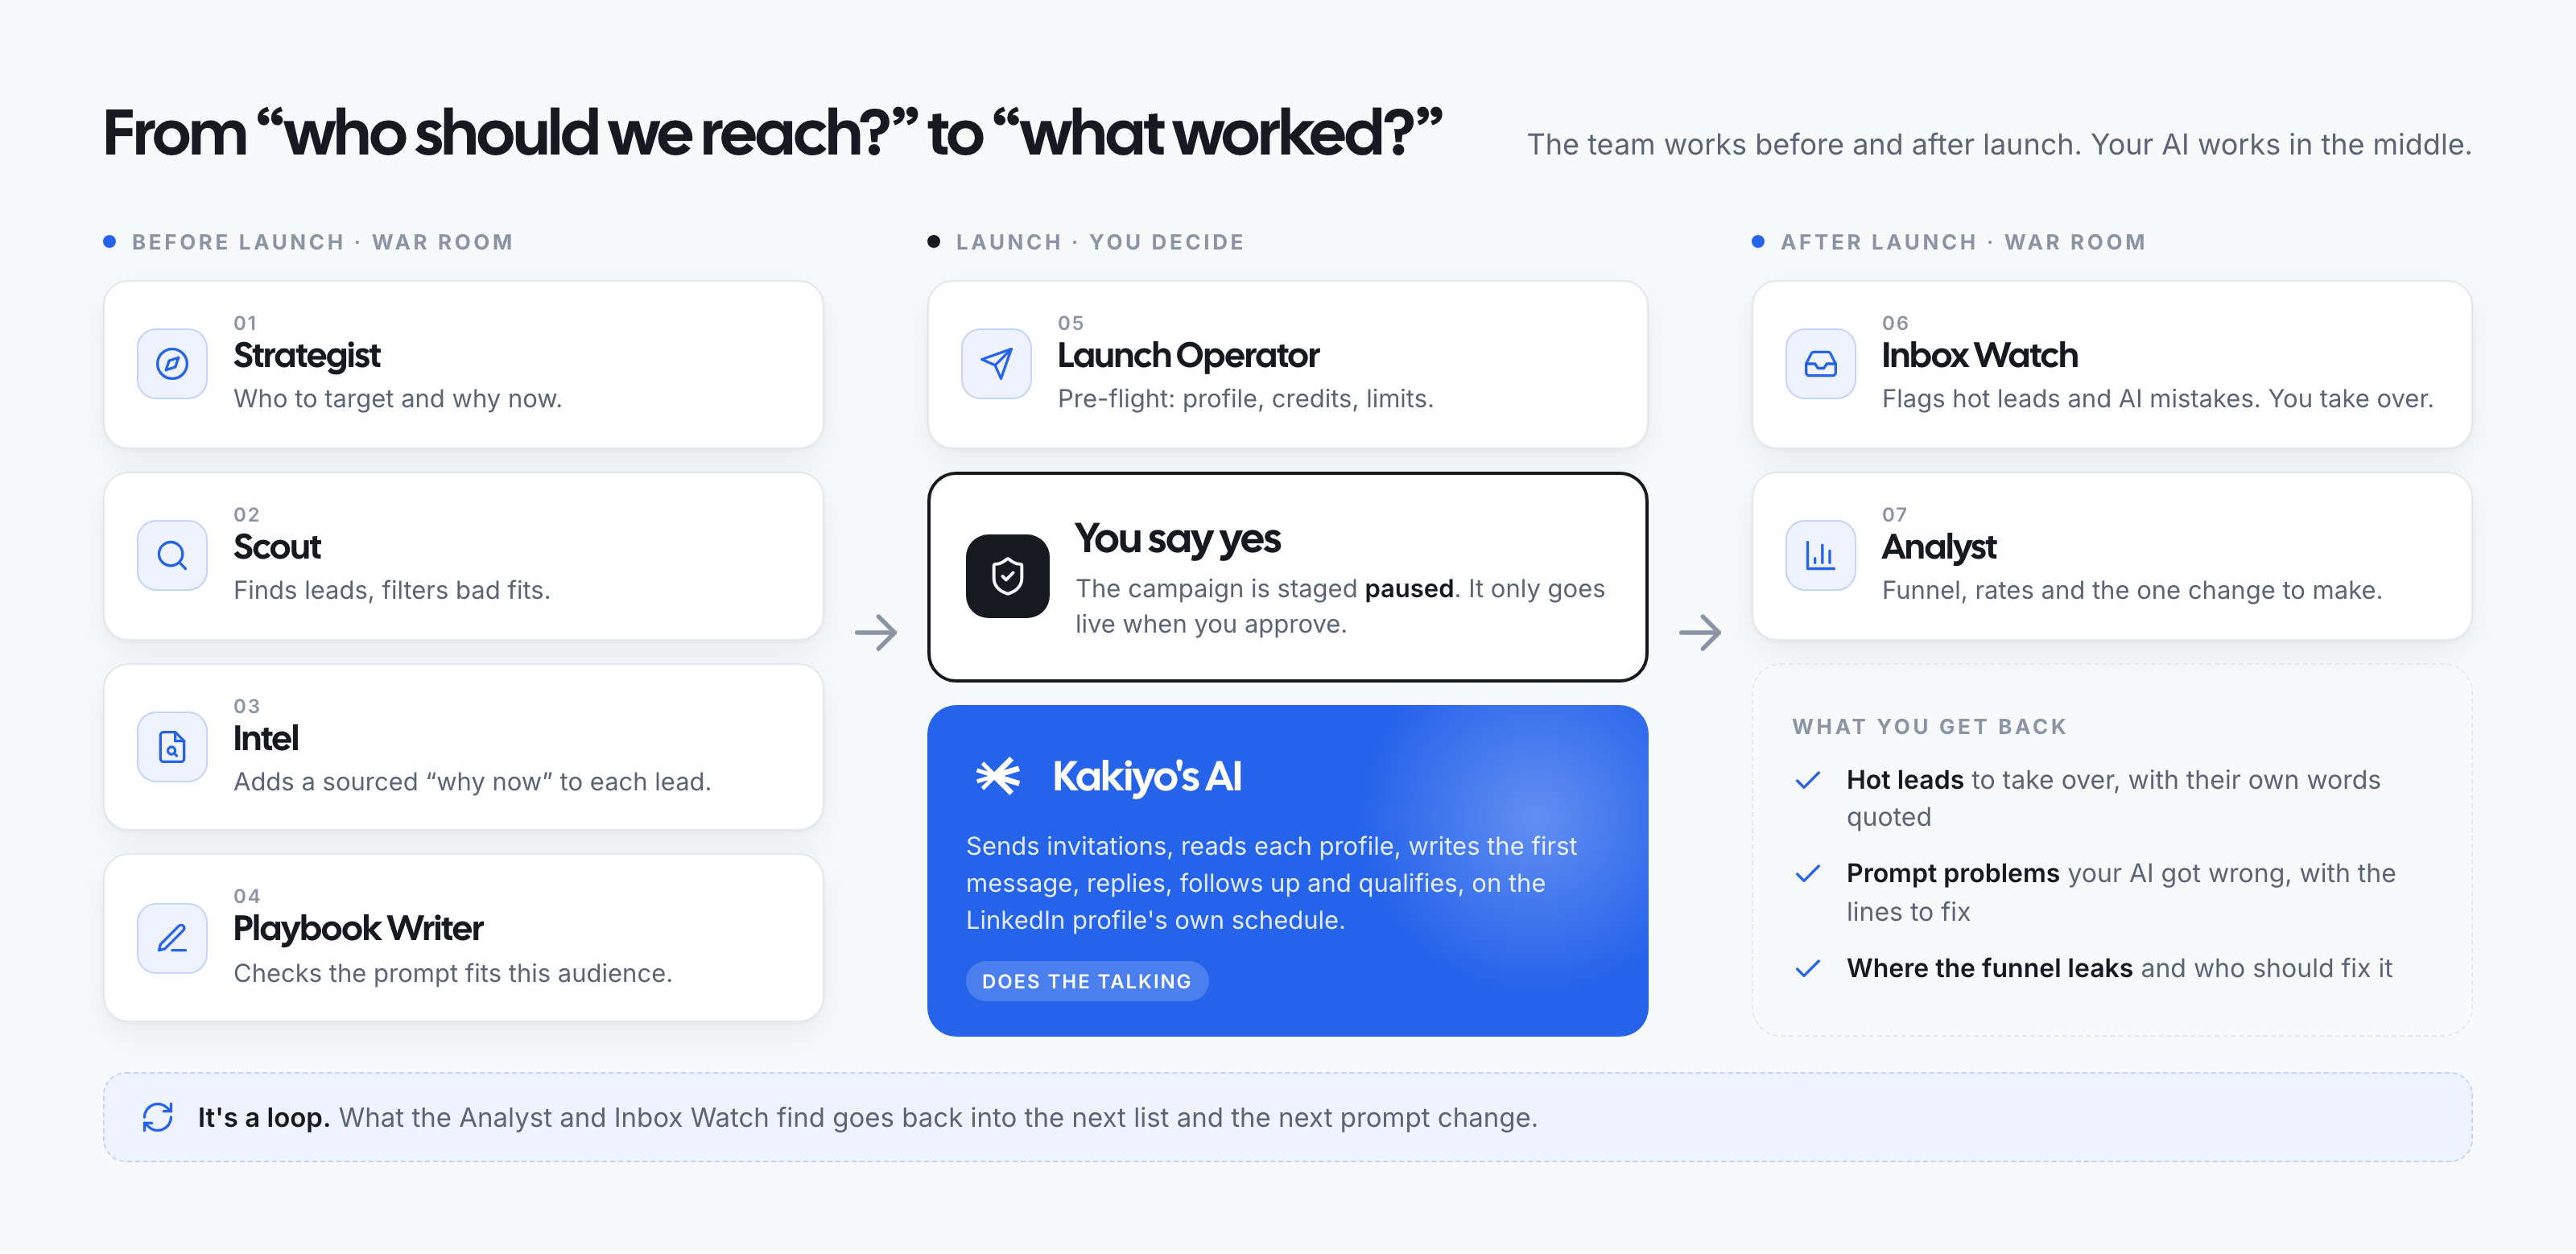 From “who should we reach?” to “what worked?”
The team works before and after launch. Your AI works in the middle.
BEFORE LAUNCH · WAR ROOM
01
Strategist
Who to target and why now.
02
Scout
Finds leads, filters bad fits.
03
Intel
Adds a sourced “why now” to each lead.
04
Playbook Writer
Checks the prompt fits this audience.
LAUNCH · YOU DECIDE
05
Launch Operator
Pre-flight: profile, credits, limits.
You say yes
The campaign is staged paused. It only goes
live when you approve.
Kakiyo's AI
Sends invitations, reads each profile, writes the first
message, replies, follows up and qualifies, on the
LinkedIn profile's own schedule.
DOES THE TALKING
AFTER LAUNCH · WAR ROOM
06
Inbox Watch
Flags hot leads and AI mistakes. You take over.
07
Analyst
Funnel, rates and the one change to make.
WHAT YOU GET BACK
Hot leads to take over, with their own words
quoted
Prompt problems your AI got wrong, with the
lines to fix
Where the funnel leaks and who should fix it
It's a loop. What the Analyst and Inbox Watch find goes back into the next list and the next prompt change.